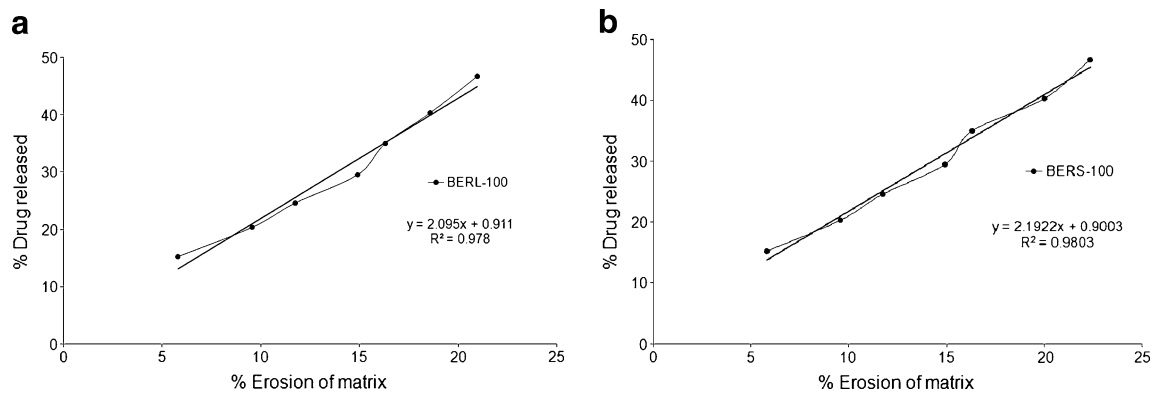 a
50
40
30
20
10
0
% Drug released
BERL-100
y = 2.095x + 0.911
R² = 0.978
0 5 10 15 20 25
% Erosion of matrix
b
50
40
30
20
10
0
% Drug released
BERS-100
y = 2.1922x + 0.9003
R² = 0.9803
0 5 10 15 20 25
% Erosion of matrix